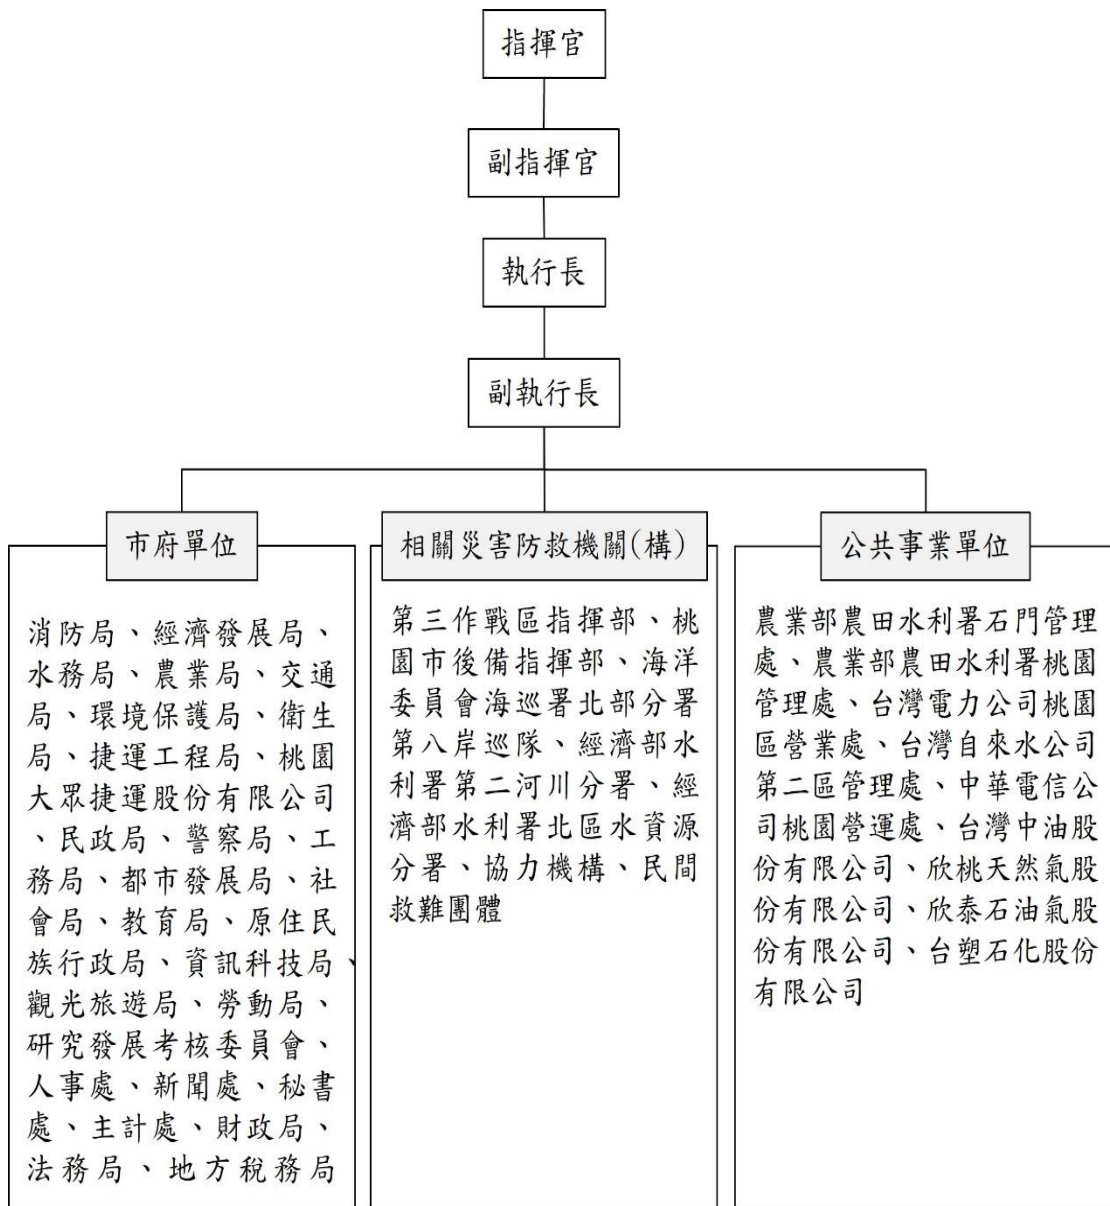 指揮官
副指揮官
執行長
副執行長
市府單位
消防局、經濟發展局、
水務局、農業局、交通
局、環境保護局、衛生
局、捷運工程局、桃園
大眾捷運股份有限公司
、民政局、警察局、工
務局、都市發展局、社
會局、教育局、原住民
族行政局、資訊科技局、
觀光旅遊局、勞動局、
研究發展考核委員會、
人事處、新聞處、秘書
處、主計處、財政局、
法務局、地方稅務局
相關災害防救機關(構)
第三作戰區指揮部、桃
園市後備指揮部、海洋
委員會海巡署北部分署
第八岸巡隊、經濟部水
利署第二河川分署、經
濟部水利署北區水資源
分署、協力機構、民間
救難團體
公共事業單位
農業部農田水利署石門管理
處、農業部農田水利署桃園
管理處、台灣電力公司桃園
區營業處、台灣自來水公司
第二區管理處、中華電信公
司桃園營運處、台灣中油股
份有限公司、欣桃天然氣股
份有限公司、欣泰石油氣股
份有限公司、台塑石化股份
有限公司